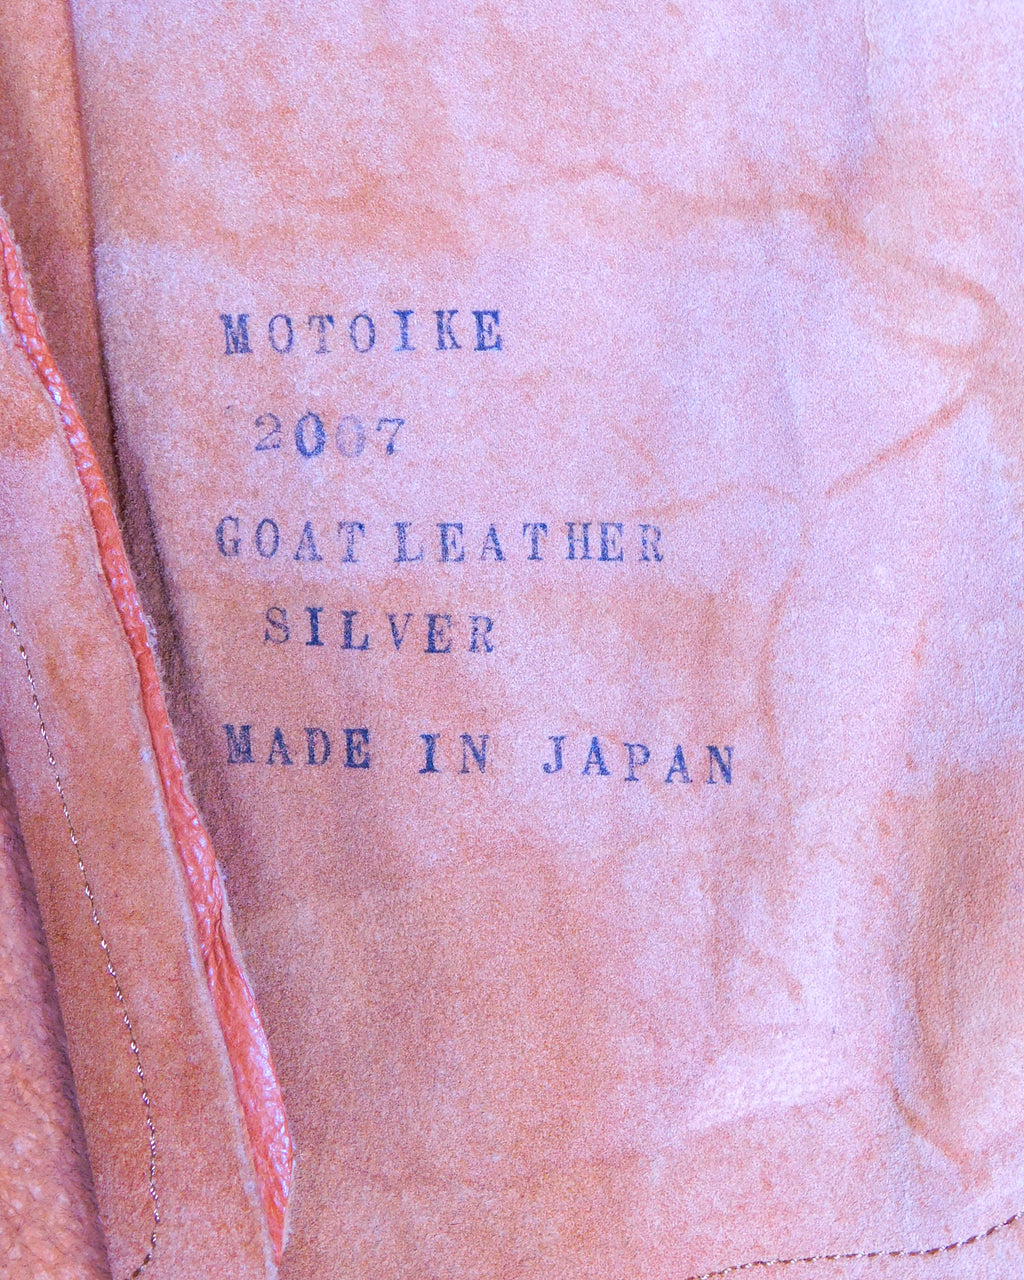 MOTOIKE
2007
GOAT LEATHER
SILVER
MADE IN JAPAN